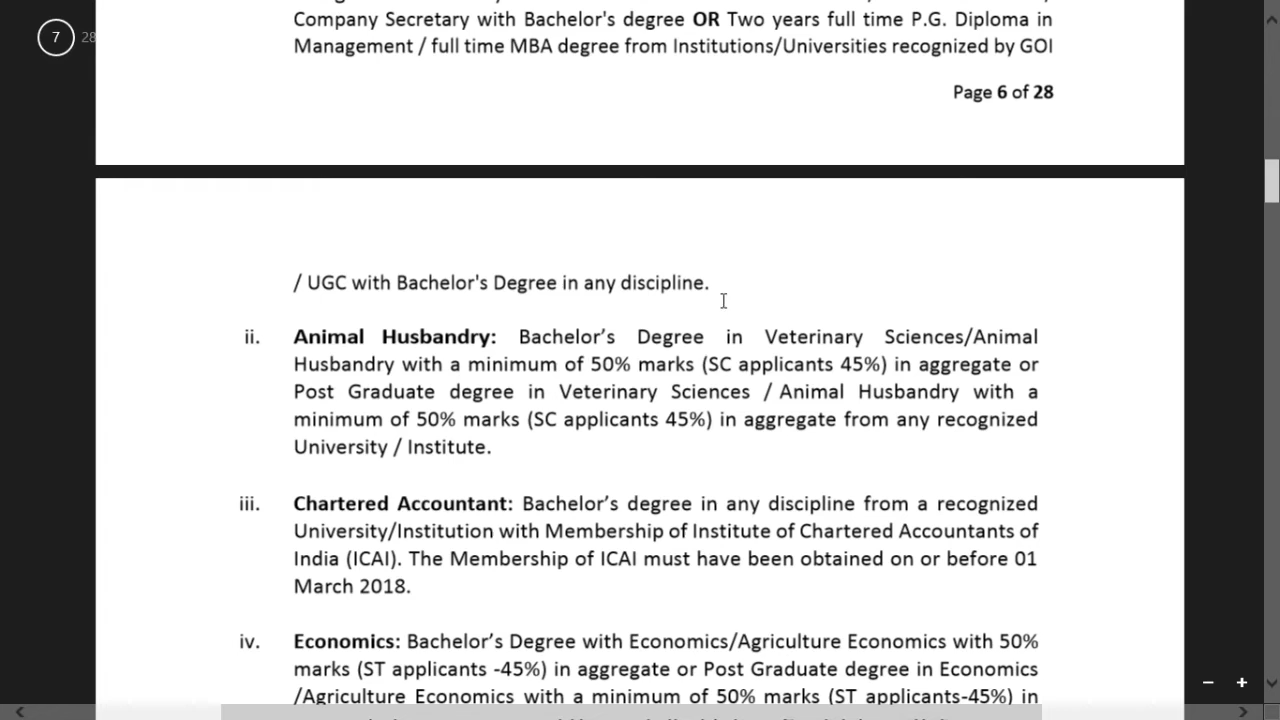 7 28
Company Secretary with Bachelor's degree OR Two years full time P.G. Diploma in
Management / full time MBA degree from Institutions/Universities recognized by GOI
Page 6 of 28
/ UGC with Bachelor's Degree in any discipline.
ii. Animal Husbandry: Bachelor’s Degree in Veterinary Sciences/Animal
Husbandry with a minimum of 50% marks (SC applicants 45%) in aggregate or
Post Graduate degree in Veterinary Sciences / Animal Husbandry with a
minimum of 50% marks (SC applicants 45%) in aggregate from any recognized
University / Institute.
iii. Chartered Accountant: Bachelor’s degree in any discipline from a recognized
University/Institution with Membership of Institute of Chartered Accountants of
India (ICAI). The Membership of ICAI must have been obtained on or before 01
March 2018.
iv. Economics: Bachelor’s Degree with Economics/Agriculture Economics with 50%
marks (ST applicants -45%) in aggregate or Post Graduate degree in Economics
/Agriculture Economics with a minimum of 50% marks (ST applicants-45%) in